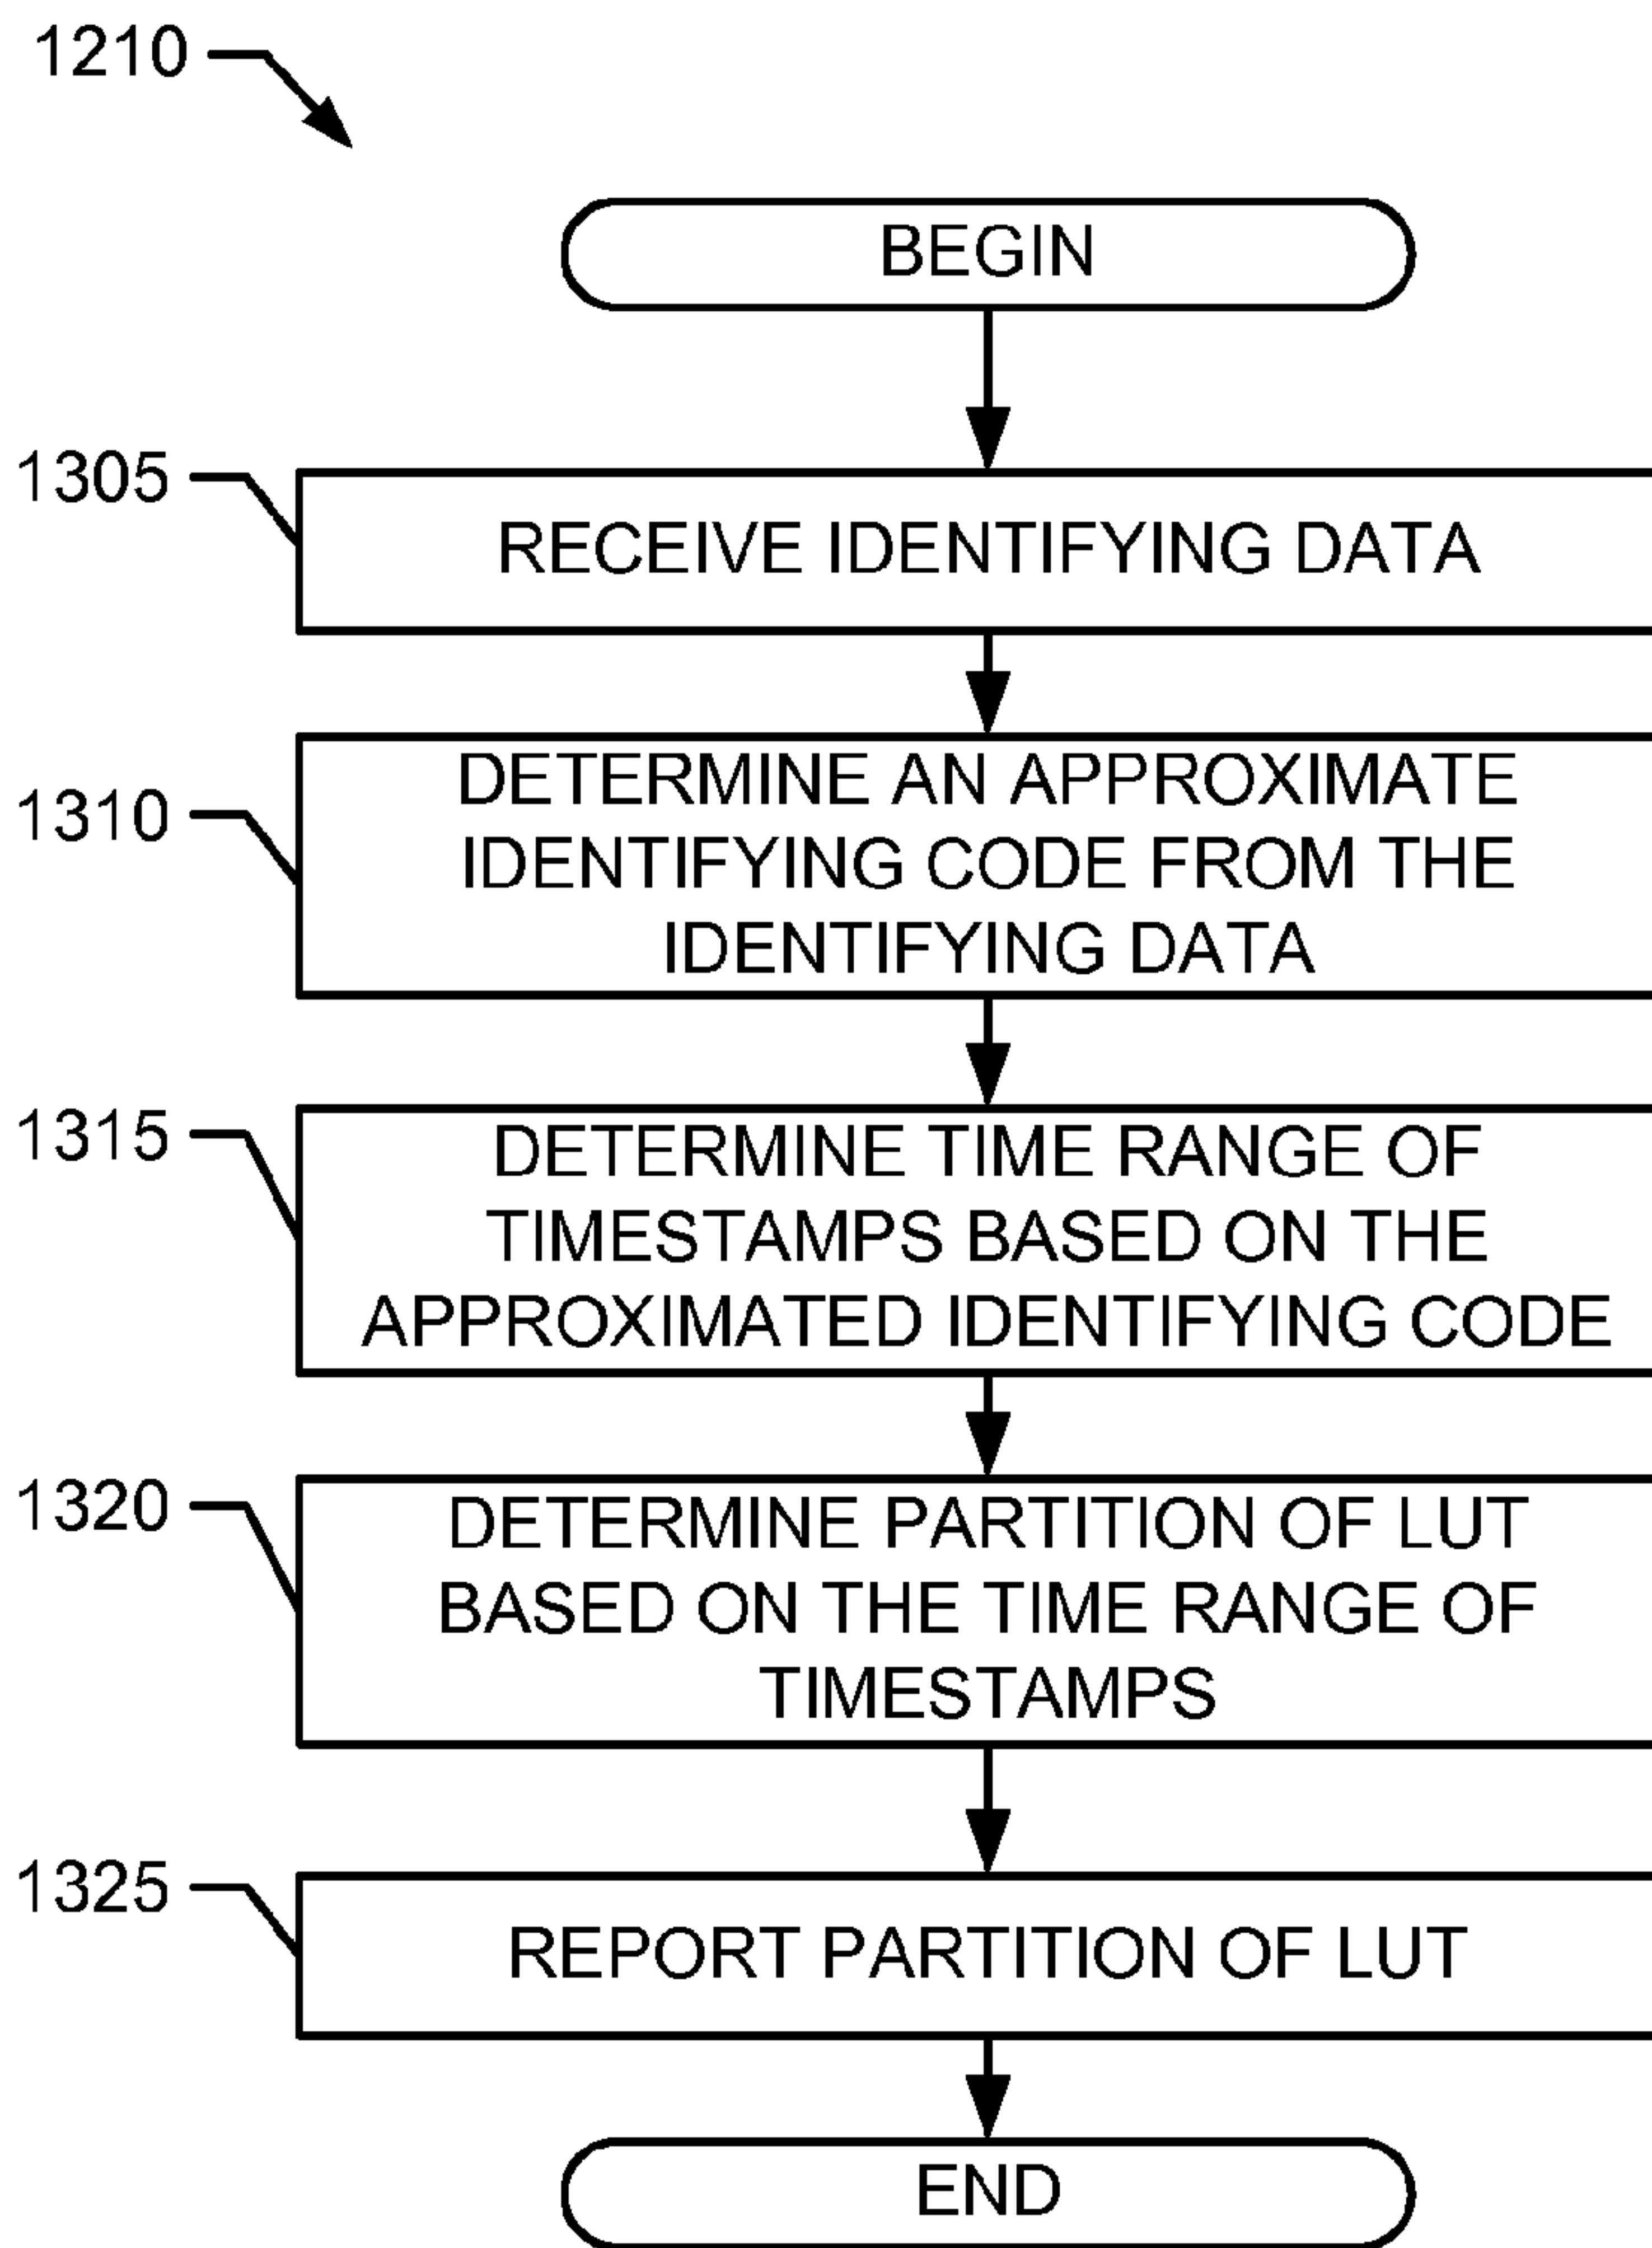 1210
BEGIN
1305
RECEIVE IDENTIFYING DATA
1310
DETERMINE AN APPROXIMATE
IDENTIFYING CODE FROM THE
IDENTIFYING DATA
1315
DETERMINE TIME RANGE OF
TIMESTAMPS BASED ON THE
APPROXIMATED IDENTIFYING CODE
1320
DETERMINE PARTITION OF LUT
BASED ON THE TIME RANGE OF
TIMESTAMPS
1325
REPORT PARTITION OF LUT
END